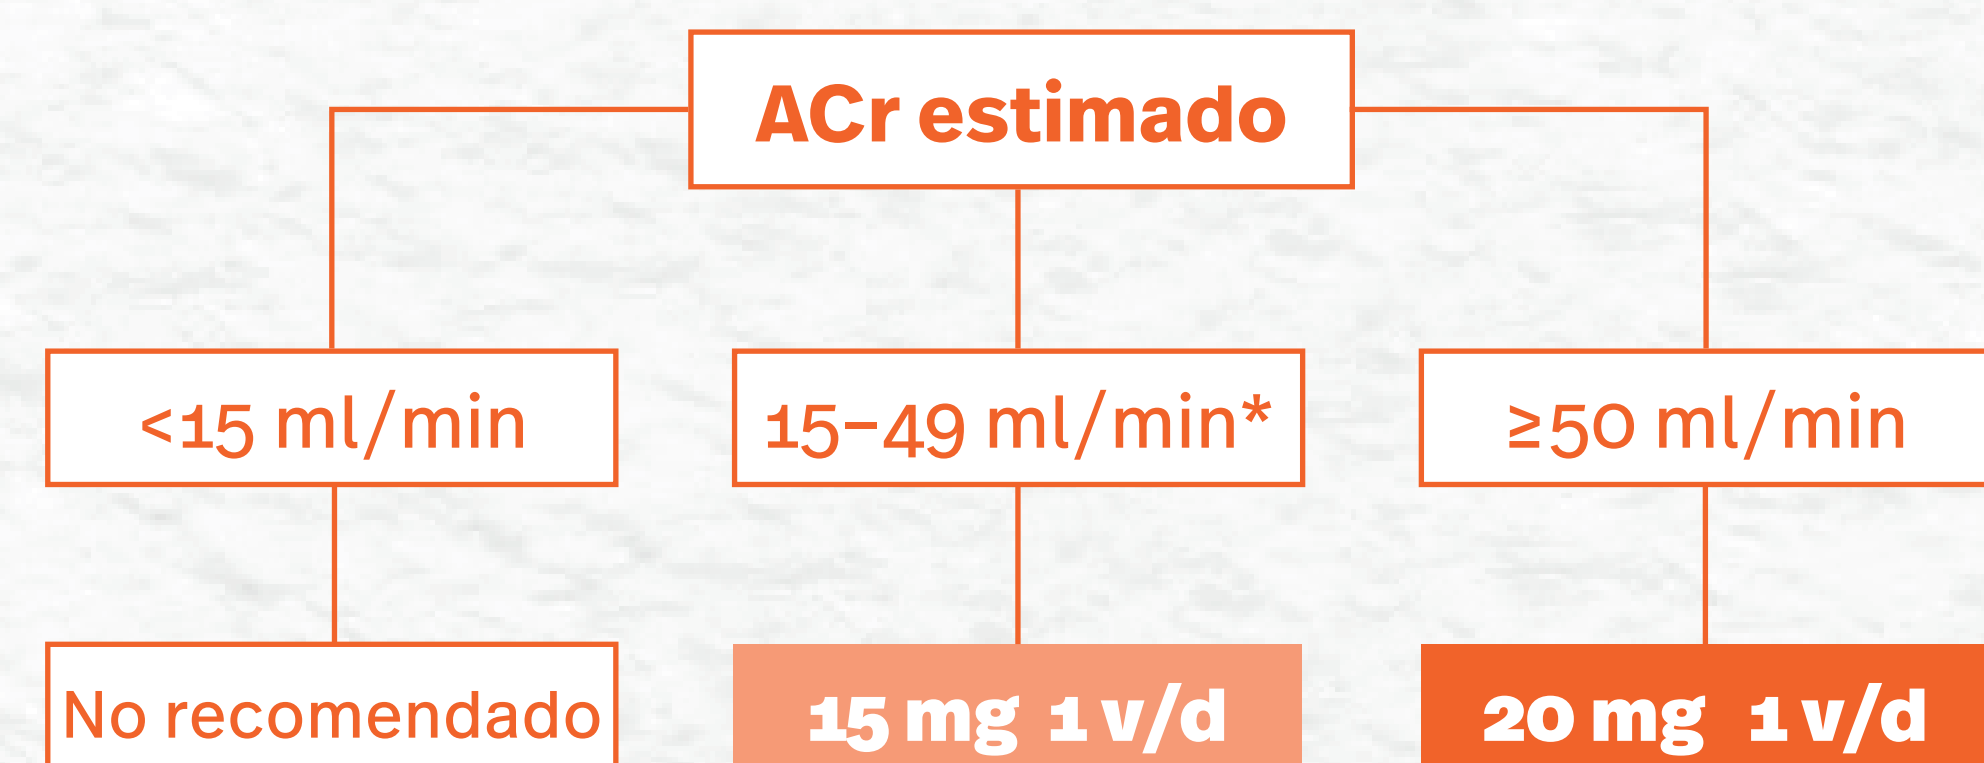 ACr estimado
<15 ml/min
15–49 ml/min*
≥50 ml/min
No recomendado
15 mg 1 v/d
20 mg 1 v/d